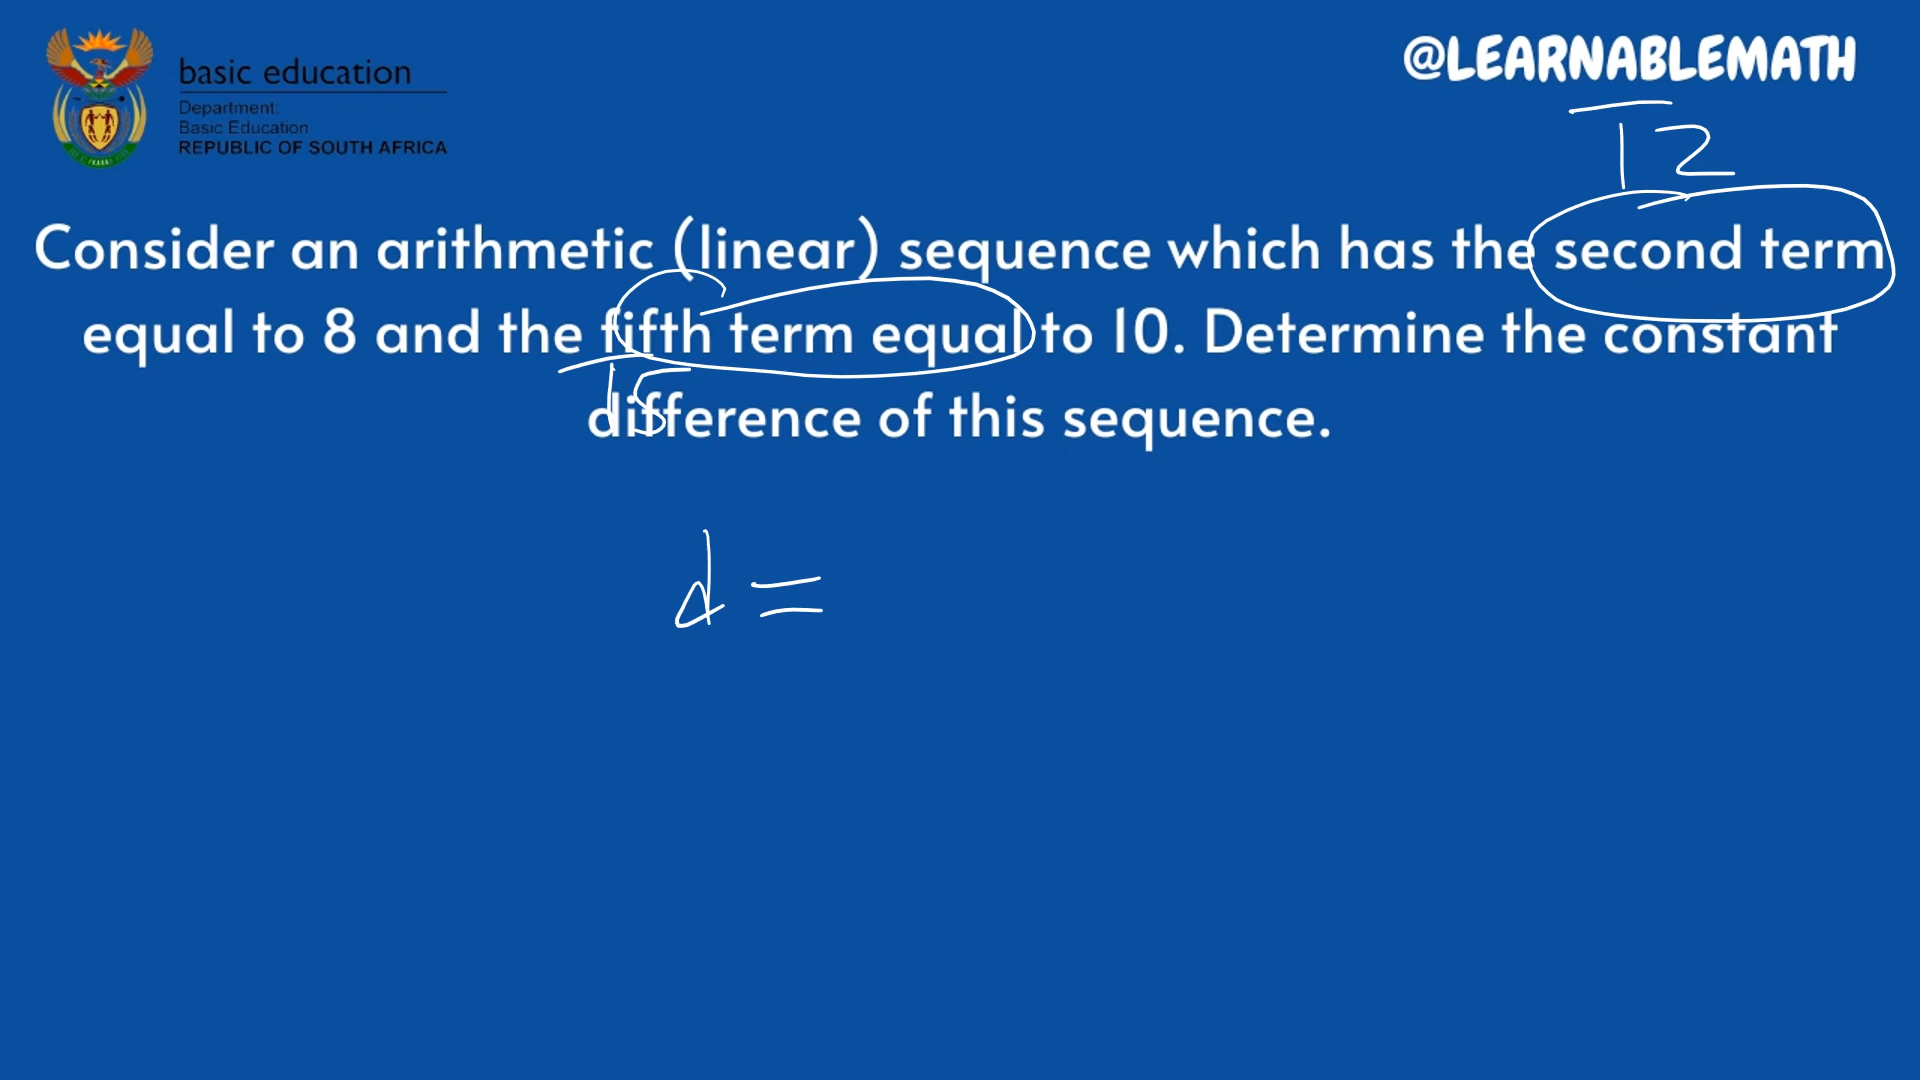 basic education
Department:
Basic Education
REPUBLIC OF SOUTH AFRICA
@LEARNABLEMATH
T2
Consider an arithmetic (linear) sequence which has the second term
equal to 8 and the fifth term equal to 10. Determine the constant
T5
difference of this sequence.
d =